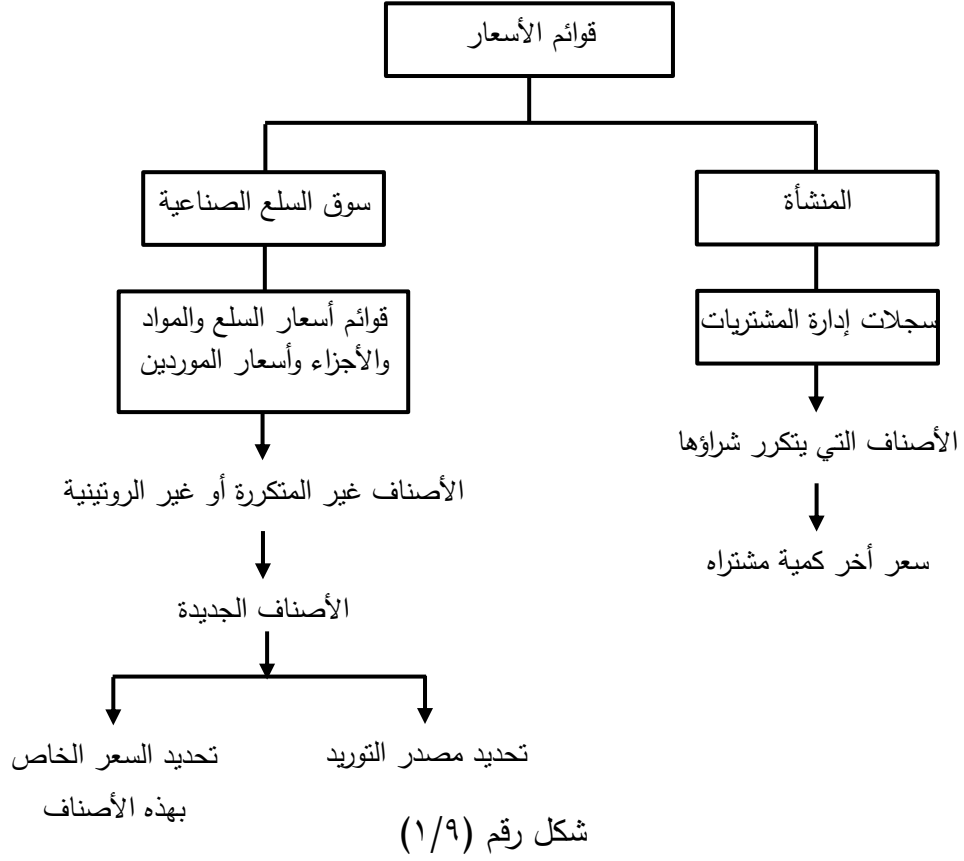 قوائم الأسعار
المنشأة
سوق السلع الصناعية
سجلات إدارة المشتريات
قوائم أسعار السلع والمواد
والأجزاء وأسعار الموردين
الأصناف التي يتكرر شراؤها
الأصناف غير المتكررة أو غير الروتينية
سعر أخر كمية مشتراه
الأصناف الجديدة
تحديد مصدر التوريد
تحديد السعر الخاص
بهذه الأصناف
شكل رقم (١/٩)